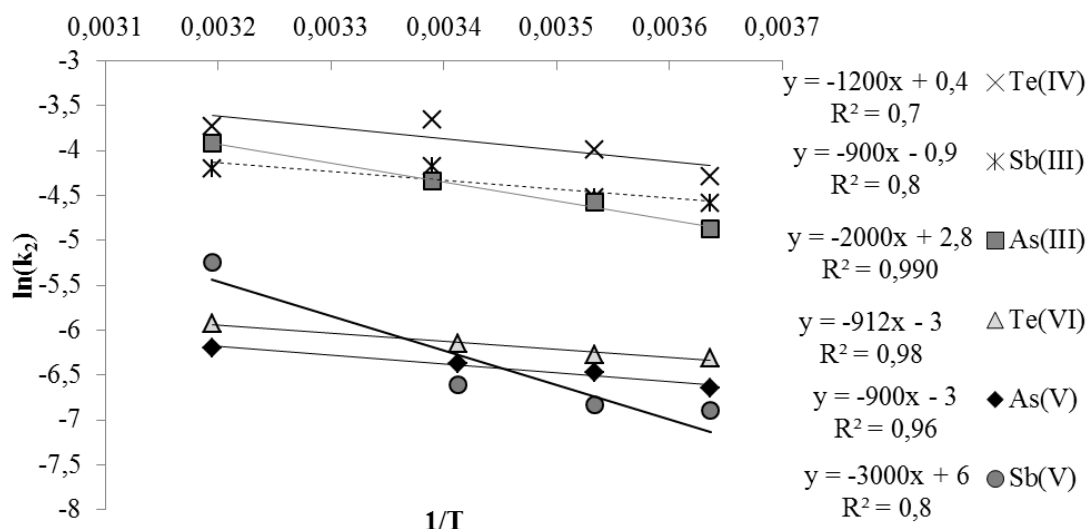 0,0031 0,0032 0,0033 0,0034 0,0035 0,0036 0,0037
-3
-3,5
-4
-4,5
-5
-5,5
-6
-6,5
-7
-7,5
-8
ln(k₂)
1/T
y = -1200x + 0,4 Te(IV)
R² = 0,7
y = -900x - 0,9 Sb(III)
R² = 0,8
y = -2000x + 2,8 As(III)
R² = 0,990
y = -912x - 3 Te(VI)
R² = 0,98
y = -900x - 3 As(V)
R² = 0,96
y = -3000x + 6 Sb(V)
R² = 0,8